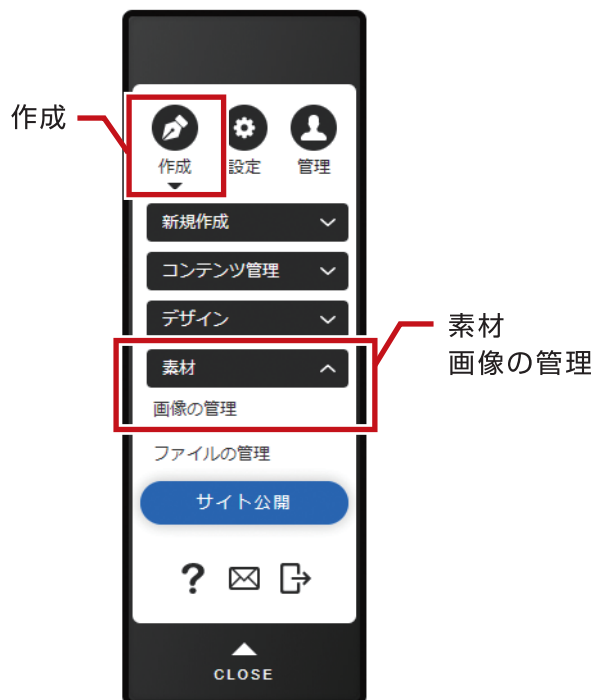 作成
作成
設定
管理
新規作成
コンテンツ管理
デザイン
素材
画像の管理
素材
画像の管理
ファイルの管理
サイト公開
?
CLOSE